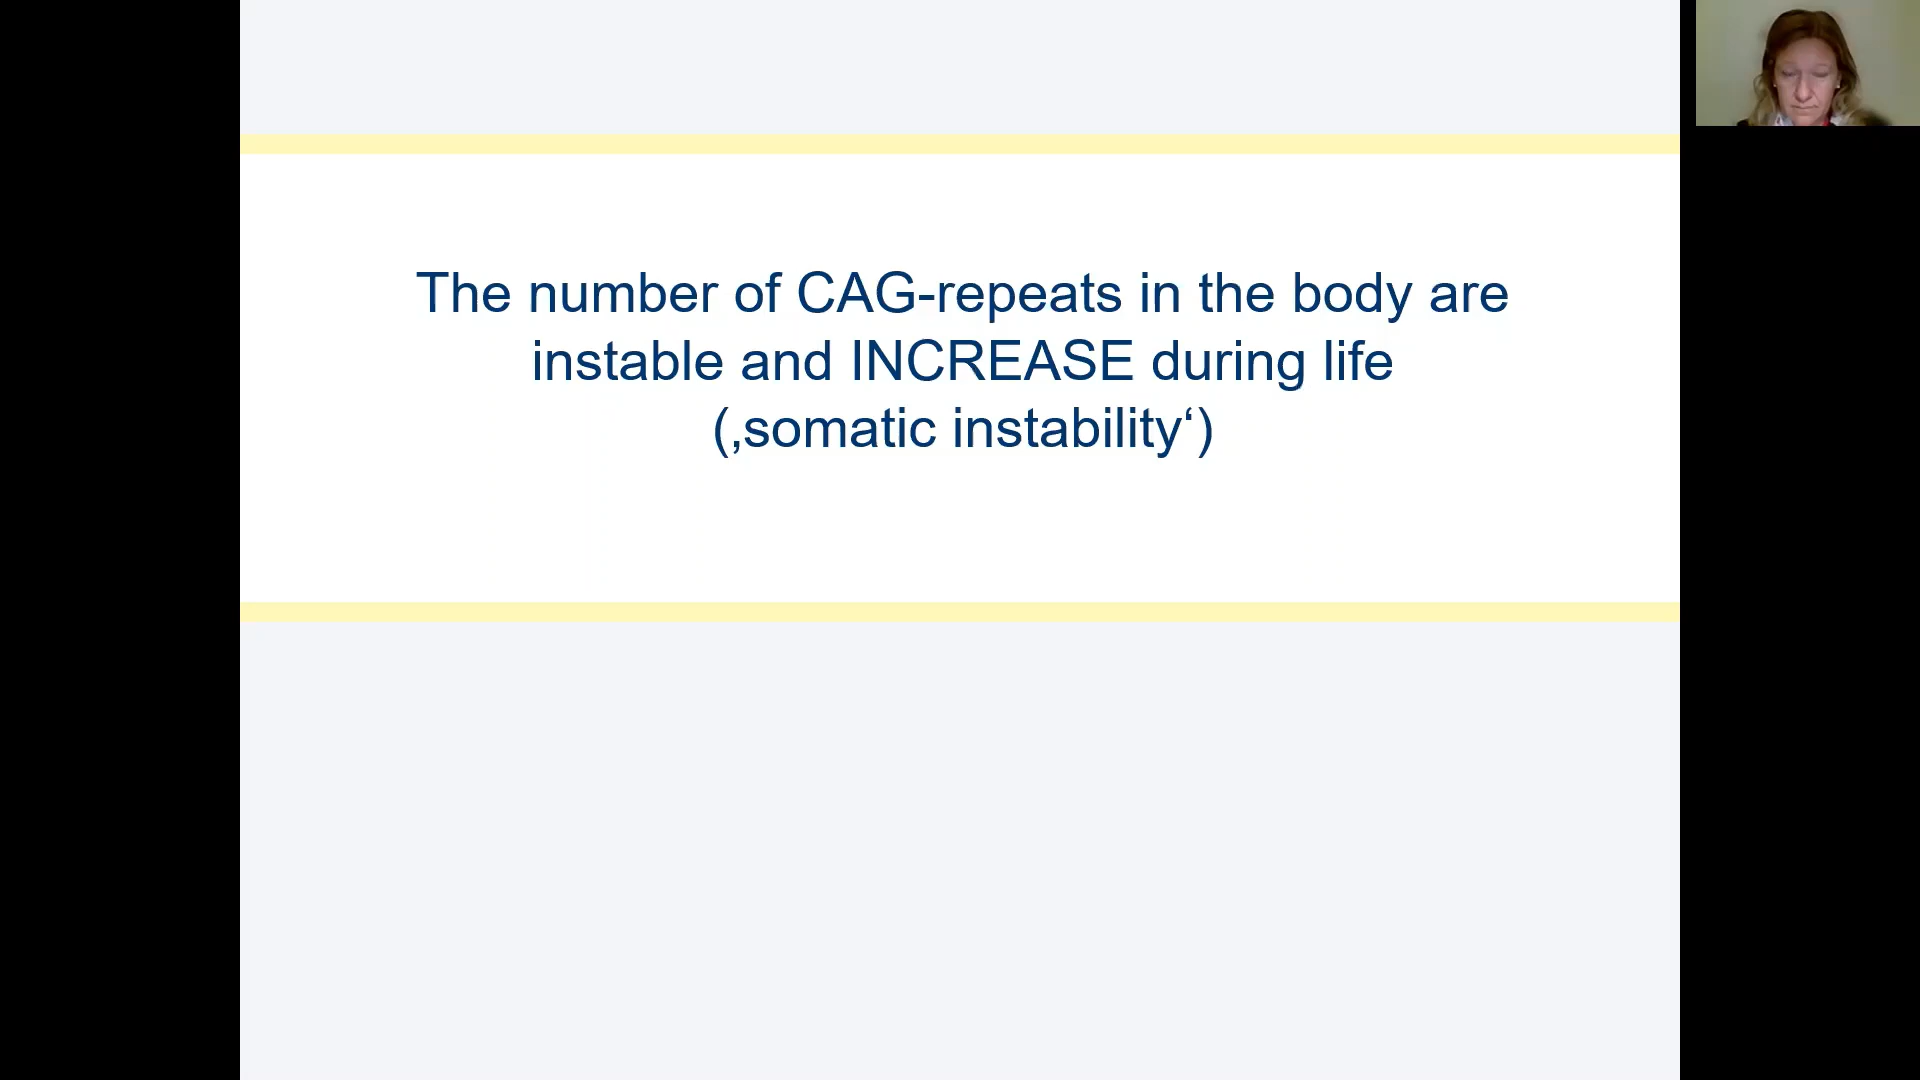 The number of CAG-repeats in the body are
instable and INCREASE during life
(‚somatic instability‘)